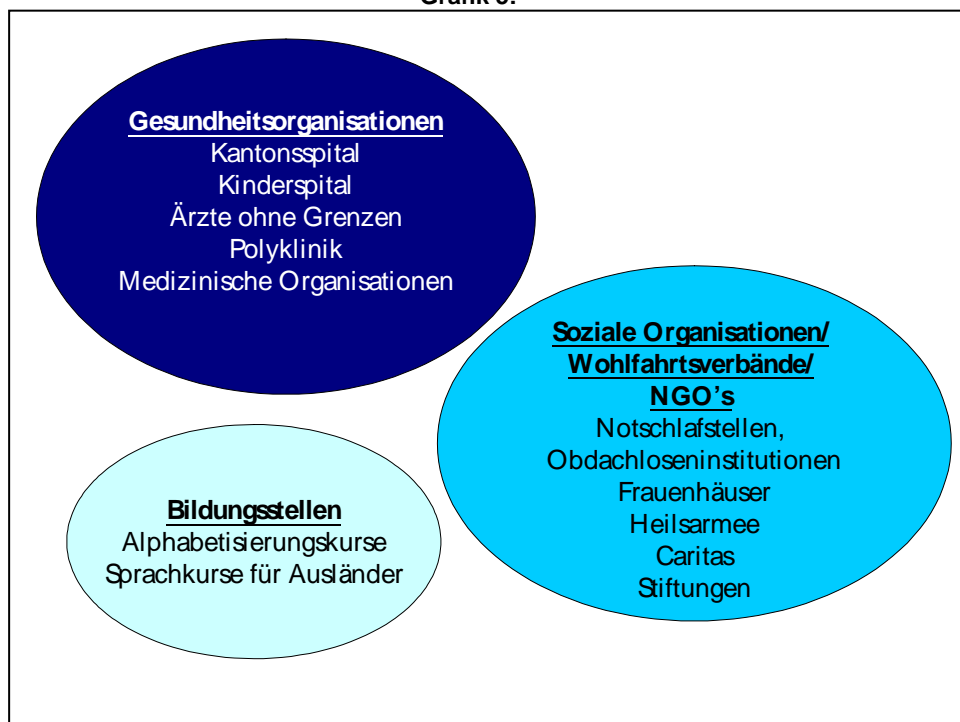 Gesundheitsorganisationen
Kantonsspital
Kinderspital
Ärzte ohne Grenzen
Polyklinik
Medizinische Organisationen
Soziale Organisationen/
Wohlfahrtsverbände/
NGO's
Notschlafstellen,
Obdachloseninstitutionen
Frauenhäuser
Heilsarmee
Caritas
Stiftungen
Bildungsstellen
Alphabetisierungskurse
Sprachkurse für Ausländer